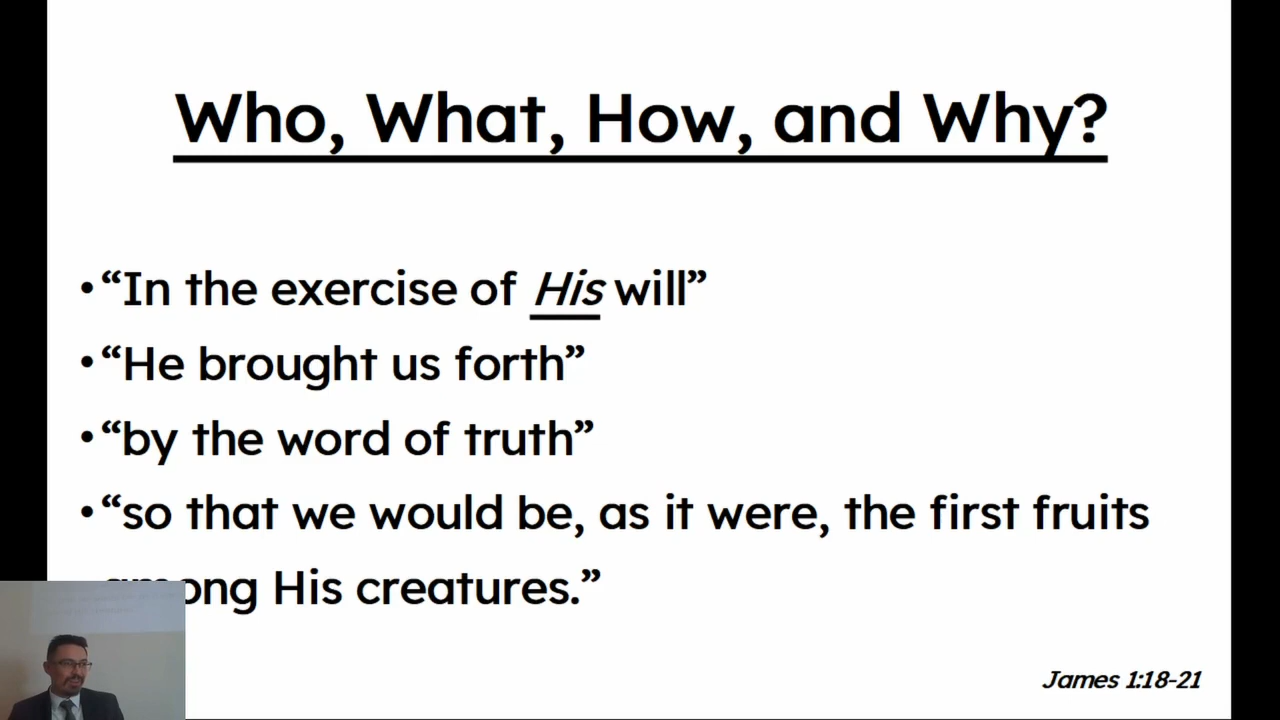 Who, What, How, and Why?
•“In the exercise of His will”
•“He brought us forth”
•“by the word of truth”
•“so that we would be, as it were, the first fruits
among His creatures.”
James 1:18-21